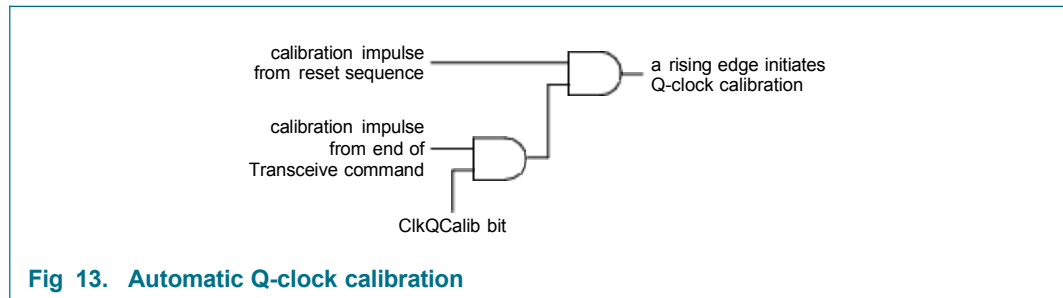 calibration impulse
from reset sequence
a rising edge initiates
Q-clock calibration
calibration impulse
from end of
Transceive command
ClkQCalib bit
Fig 13. Automatic Q-clock calibration